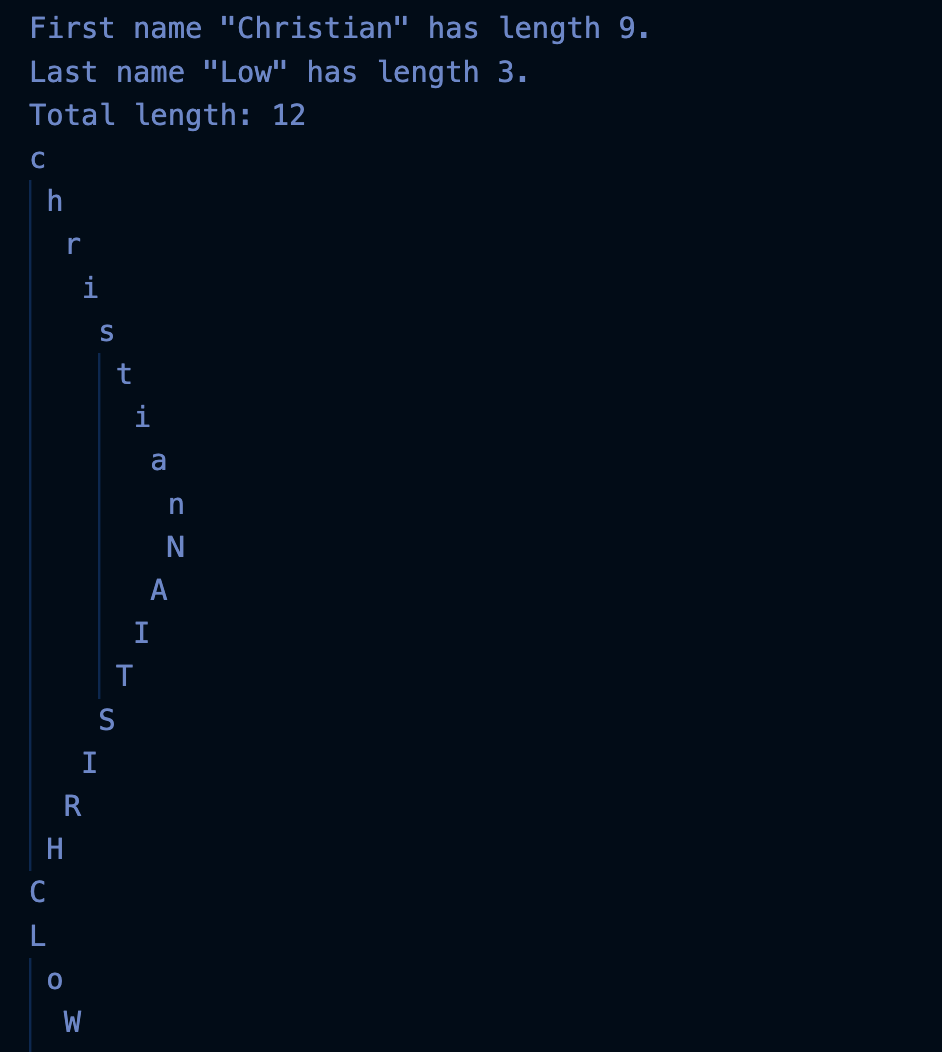 First name "Christian" has length 9.
Last name "Low" has length 3.
Total length: 12
c
 h
  r
   i
    s
     t
      i
       a
        n
        N
       A
      I
     T
    S
   I
  R
 H
C
L
 o
  W